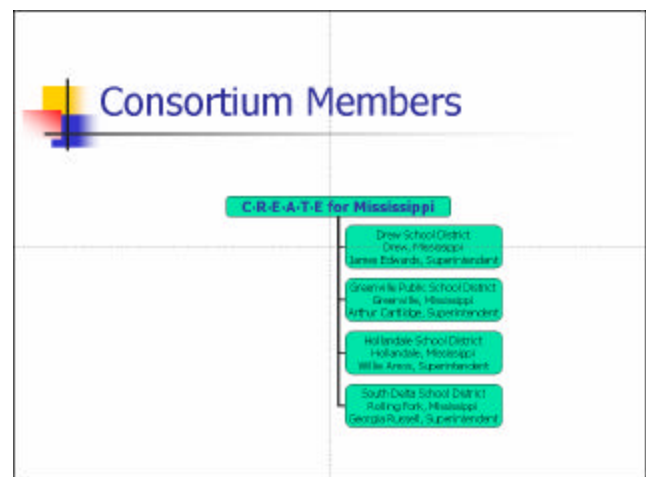 Consortium Members
C·R·E·A·T·E for Mississippi
Drew School District
Drew, Mississippi
James Edwards, Superintendent
Greenville Public School District
Greenville, Mississippi
Arthur Cartlidge, Superintendent
Hollandale School District
Hollandale, Mississippi
Willie Amos, Superintendent
South Delta School District
Rolling Fork, Mississippi
Georgia Russell, Superintendent